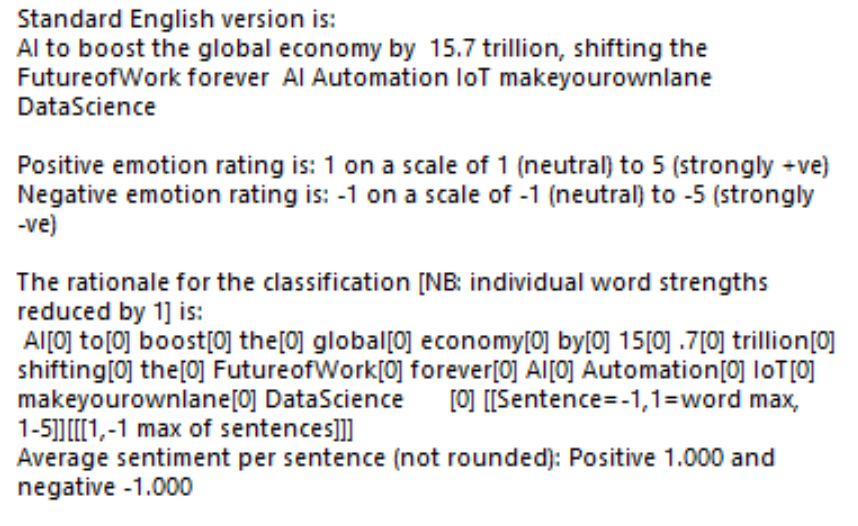 Standard English version is:
AI to boost the global economy by  15.7 trillion, shifting the
FutureofWork forever  AI Automation IoT makeyourownlane
DataScience
Positive emotion rating is: 1 on a scale of 1 (neutral) to 5 (strongly +ve)
Negative emotion rating is: -1 on a scale of -1 (neutral) to -5 (strongly
-ve)
The rationale for the classification [NB: individual word strengths
reduced by 1] is:
AI[0] to[0] boost[0] the[0] global[0] economy[0] by[0] 15[0] .7[0] trillion[0]
shifting[0] the[0] FutureofWork[0] forever[0] AI[0] Automation[0] IoT[0]
makeyourownlane[0] DataScience      [0] [[Sentence=-1,1=word max,
1-5]][[[1,-1 max of sentences]]]
Average sentiment per sentence (not rounded): Positive 1.000 and
negative -1.000